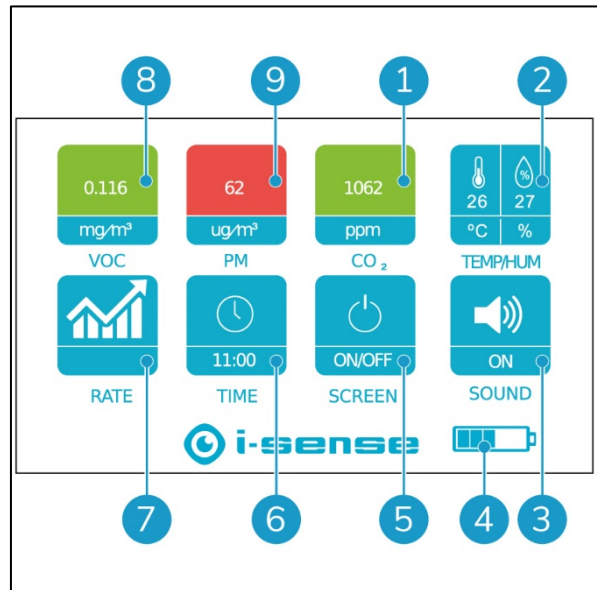 8 9 1 2
0.116 62 1062 % 26 27
mg/m³ ug/m³ ppm °C %
VOC PM CO₂ TEMP/HUM
11:00 ON/OFF ON
RATE TIME SCREEN SOUND
i-sense
7 6 5 4 3